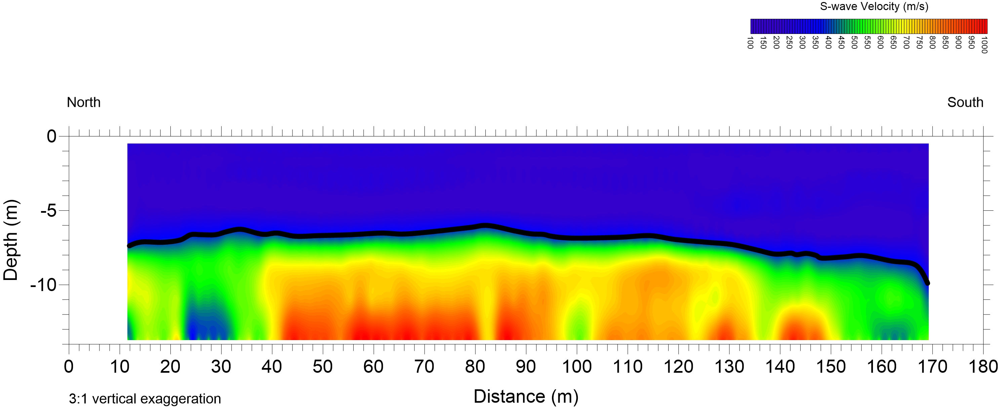 S-wave Velocity (m/s)
100 150 200 250 300 350 400 450 500 550 600 650 700 750 800 850 900 950 1000
North South
0
-5
-10
Depth (m)
0 10 20 30 40 50 60 70 80 90 100 110 120 130 140 150 160 170 180
Distance (m)
3:1 vertical exaggeration